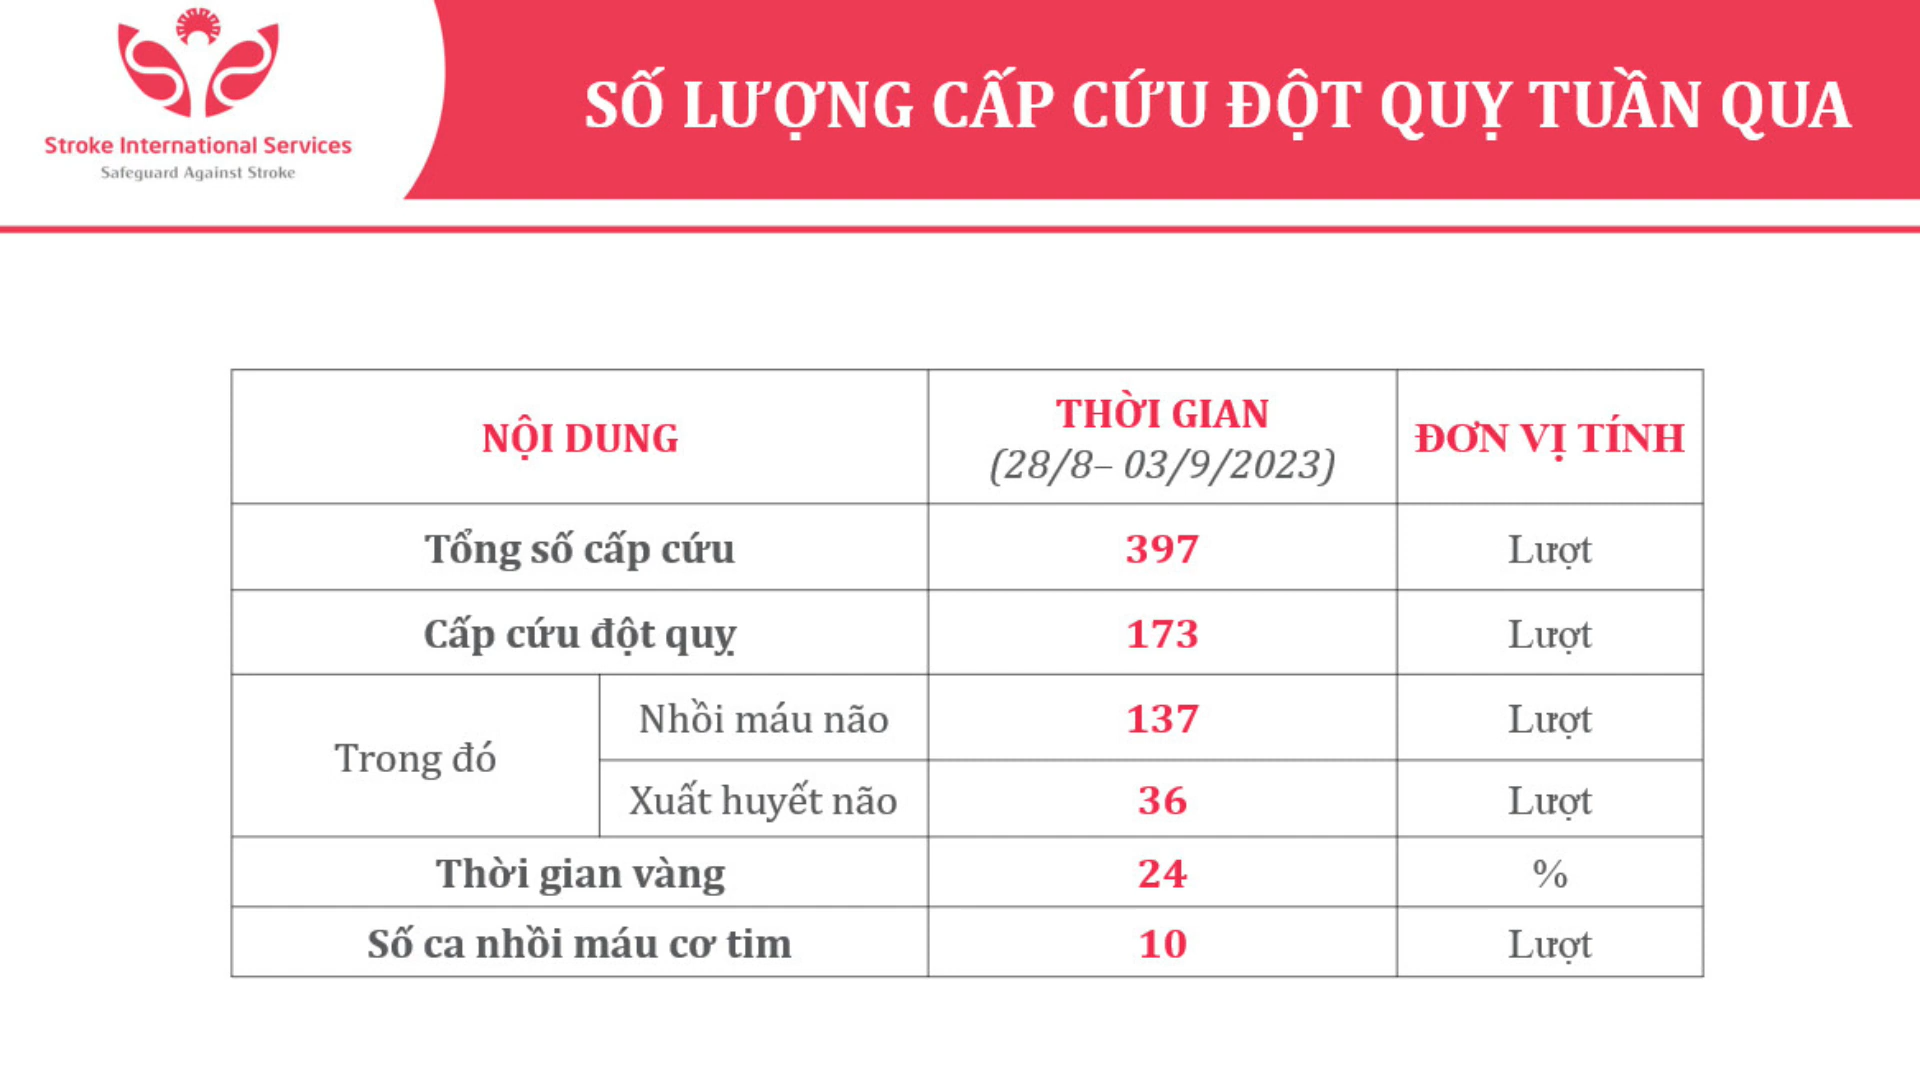 Stroke International Services
Safeguard Against Stroke
SỐ LƯỢNG CẤP CỨU ĐỘT QUỴ TUẦN QUA
NỘI DUNG
THỜI GIAN
(28/8– 03/9/2023)
ĐƠN VỊ TÍNH
Tổng số cấp cứu 397 Lượt
Cấp cứu đột quỵ 173 Lượt
Trong đó
Nhồi máu não 137 Lượt
Xuất huyết não 36 Lượt
Thời gian vàng 24 %
Số ca nhồi máu cơ tim 10 Lượt